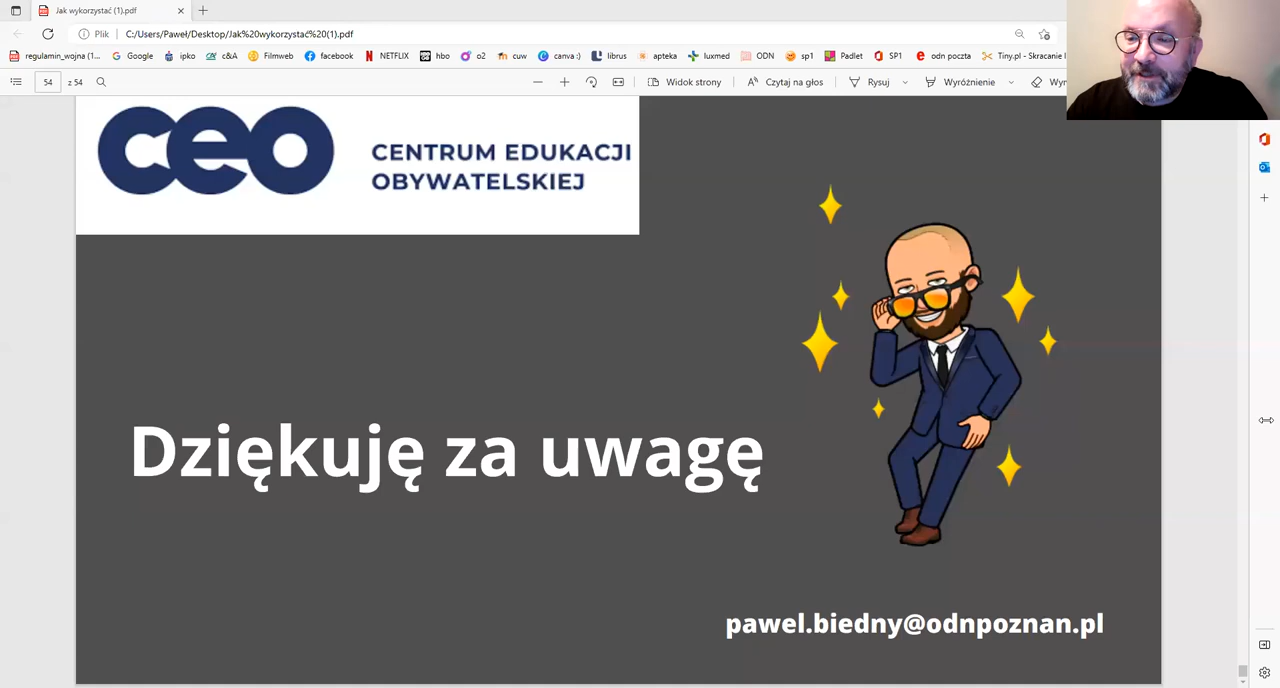 Jak wykorzystać (1).pdf
Plik
C:/Users/Paweł/Desktop/Jak%20wykorzystać%20(1).pdf
regulamin_wojna (1...
Google
ipko
c&A
Filmweb
facebook
NETFLIX
hbo
o2
cuw
canva :)
librus
apteka
luxmed
ODN
sp1
Padlet
SP1
odn poczta
Tiny.pl - Skracanie l
54
z 54
Widok strony
Czytaj na głos
Rysuj
Wyróżnienie
Wyn
ceo
CENTRUM EDUKACJI
OBYWATELSKIEJ
Dziękuję za uwagę
pawel.biedny@odnpoznan.pl